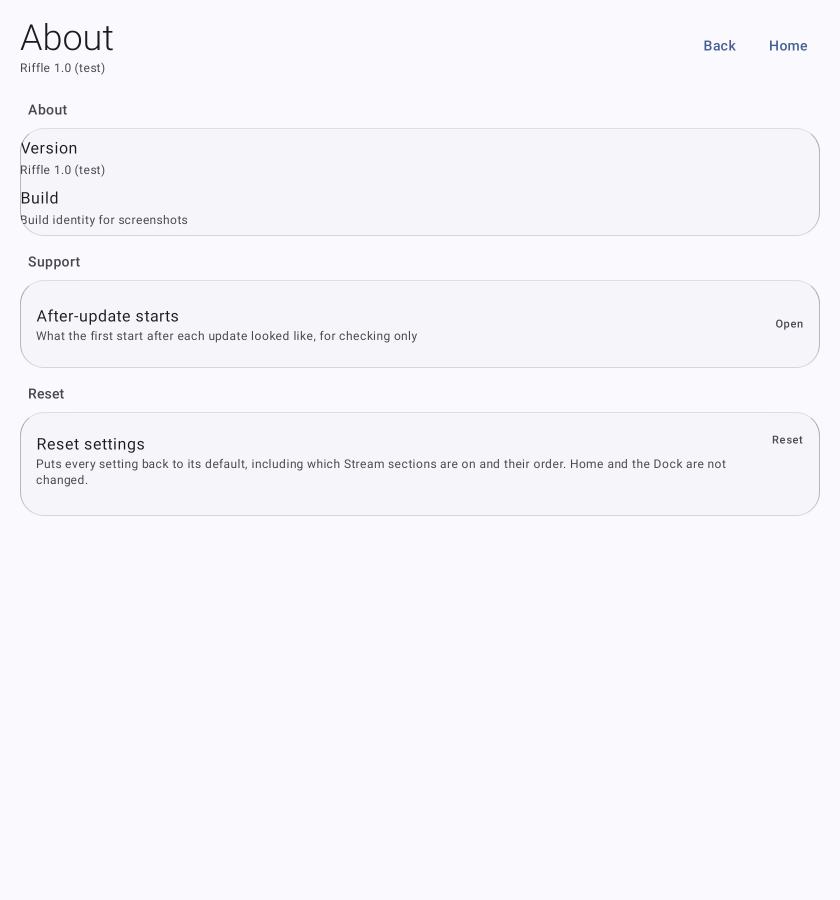 About
Riffle 1.0 (test)
Back
Home
About
Version
Riffle 1.0 (test)
Build
Build identity for screenshots
Support
After-update starts
What the first start after each update looked like, for checking only
Open
Reset
Reset settings
Reset
Puts every setting back to its default, including which Stream sections are on and their order. Home and the Dock are not
changed.